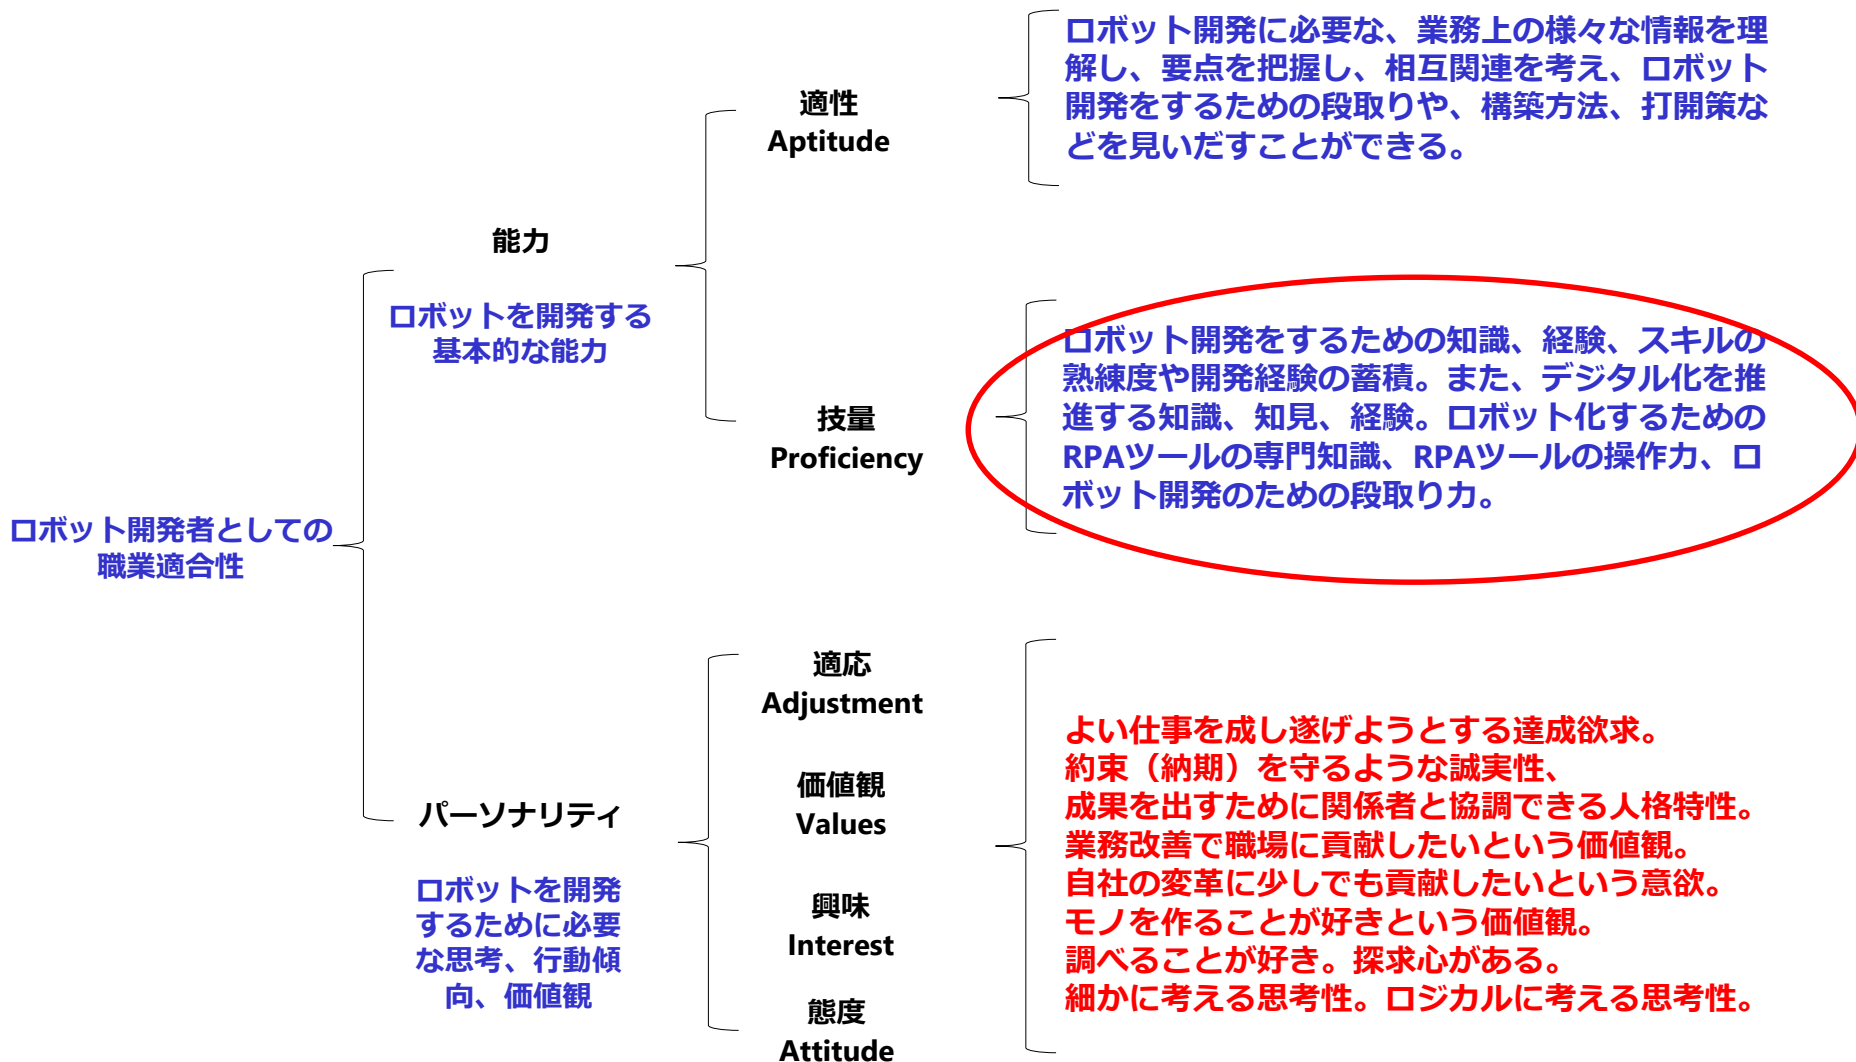 ロボット開発者としての
職業適合性
能力
ロボットを開発する
基本的な能力
適性
Aptitude
ロボット開発に必要な、業務上の様々な情報を理
解し、要点を把握し、相互関連を考え、ロボット
開発をするための段取りや、構築方法、打開策な
どを見いだすことができる。
技量
Proficiency
ロボット開発をするための知識、経験、スキルの
熟練度や開発経験の蓄積。また、デジタル化を推
進する知識、知見、経験。ロボット化するための
RPAツールの専門知識、RPAツールの操作力、ロ
ボット開発のための段取り力。
パーソナリティ
ロボットを開発
するために必要
な思考、行動傾
向、価値観
適応
Adjustment
価値観
Values
興味
Interest
態度
Attitude
よい仕事を成し遂げようとする達成欲求。
約束（納期）を守るような誠実性、
成果を出すために関係者と協調できる人格特性。
業務改善で職場に貢献したいという価値観。
自社の変革に少しでも貢献したいという意欲。
モノを作ることが好きという価値観。
調べることが好き。探求心がある。
細かに考える思考性。ロジカルに考える思考性。